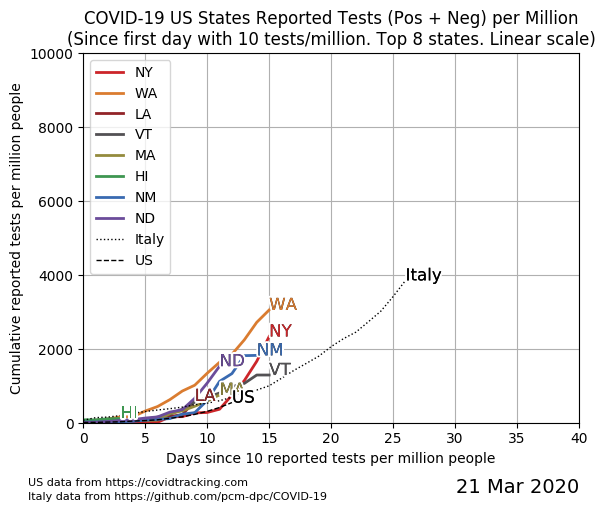 COVID-19 US States Reported Tests (Pos + Neg) per Million
(Since first day with 10 tests/million. Top 8 states. Linear scale)
Cumulative reported tests per million people
10000
8000
6000
4000
2000
0
NY
WA
LA
VT
MA
HI
NM
ND
Italy
US
Italy
WA
NY
NM
ND
VT
MA
LA
US
HI
0 5 10 15 20 25 30 35 40
Days since 10 reported tests per million people
US data from https://covidtracking.com
Italy data from https://github.com/pcm-dpc/COVID-19
21 Mar 2020